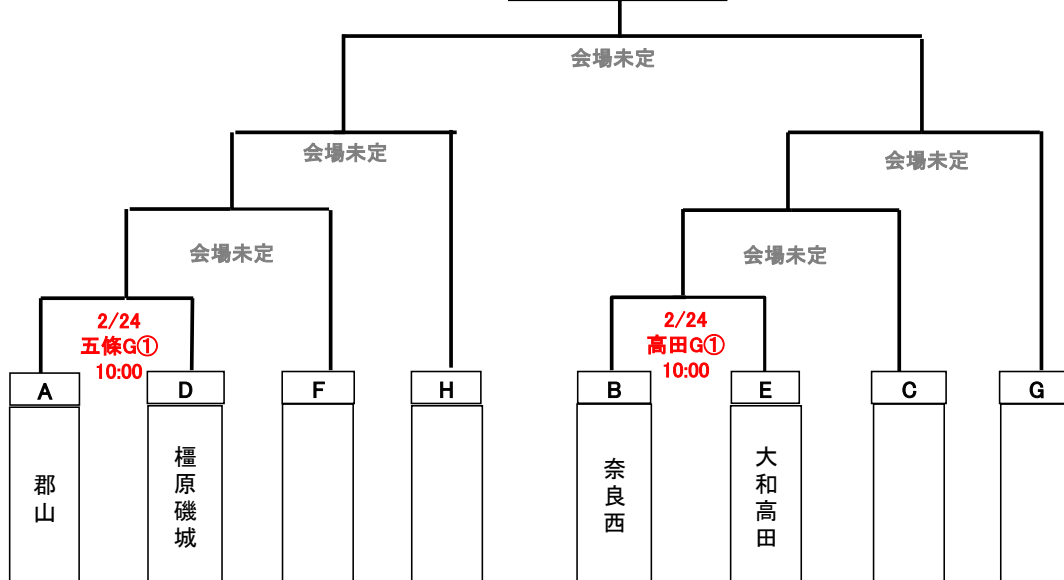 会場未定
会場未定
会場未定
会場未定
会場未定
2/24
五條G①
10:00
2/24
高田G①
10:00
A
D
F
H
B
E
C
G
郡山
橿原磯城
奈良西
大和高田